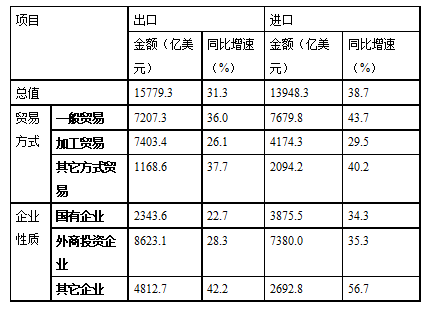 项目 出口 进口
金额（亿美元） 同比增速（%） 金额（亿美元） 同比增速（%）
总值 15779.3 31.3 13948.3 38.7
贸易方式 一般贸易 7207.3 36.0 7679.8 43.7
加工贸易 7403.4 26.1 4174.3 29.5
其它方式贸易 1168.6 37.7 2094.2 40.2
企业性质 国有企业 2343.6 22.7 3875.5 34.3
外商投资企业 8623.1 28.3 7380.0 35.3
其它企业 4812.7 42.2 2692.8 56.7